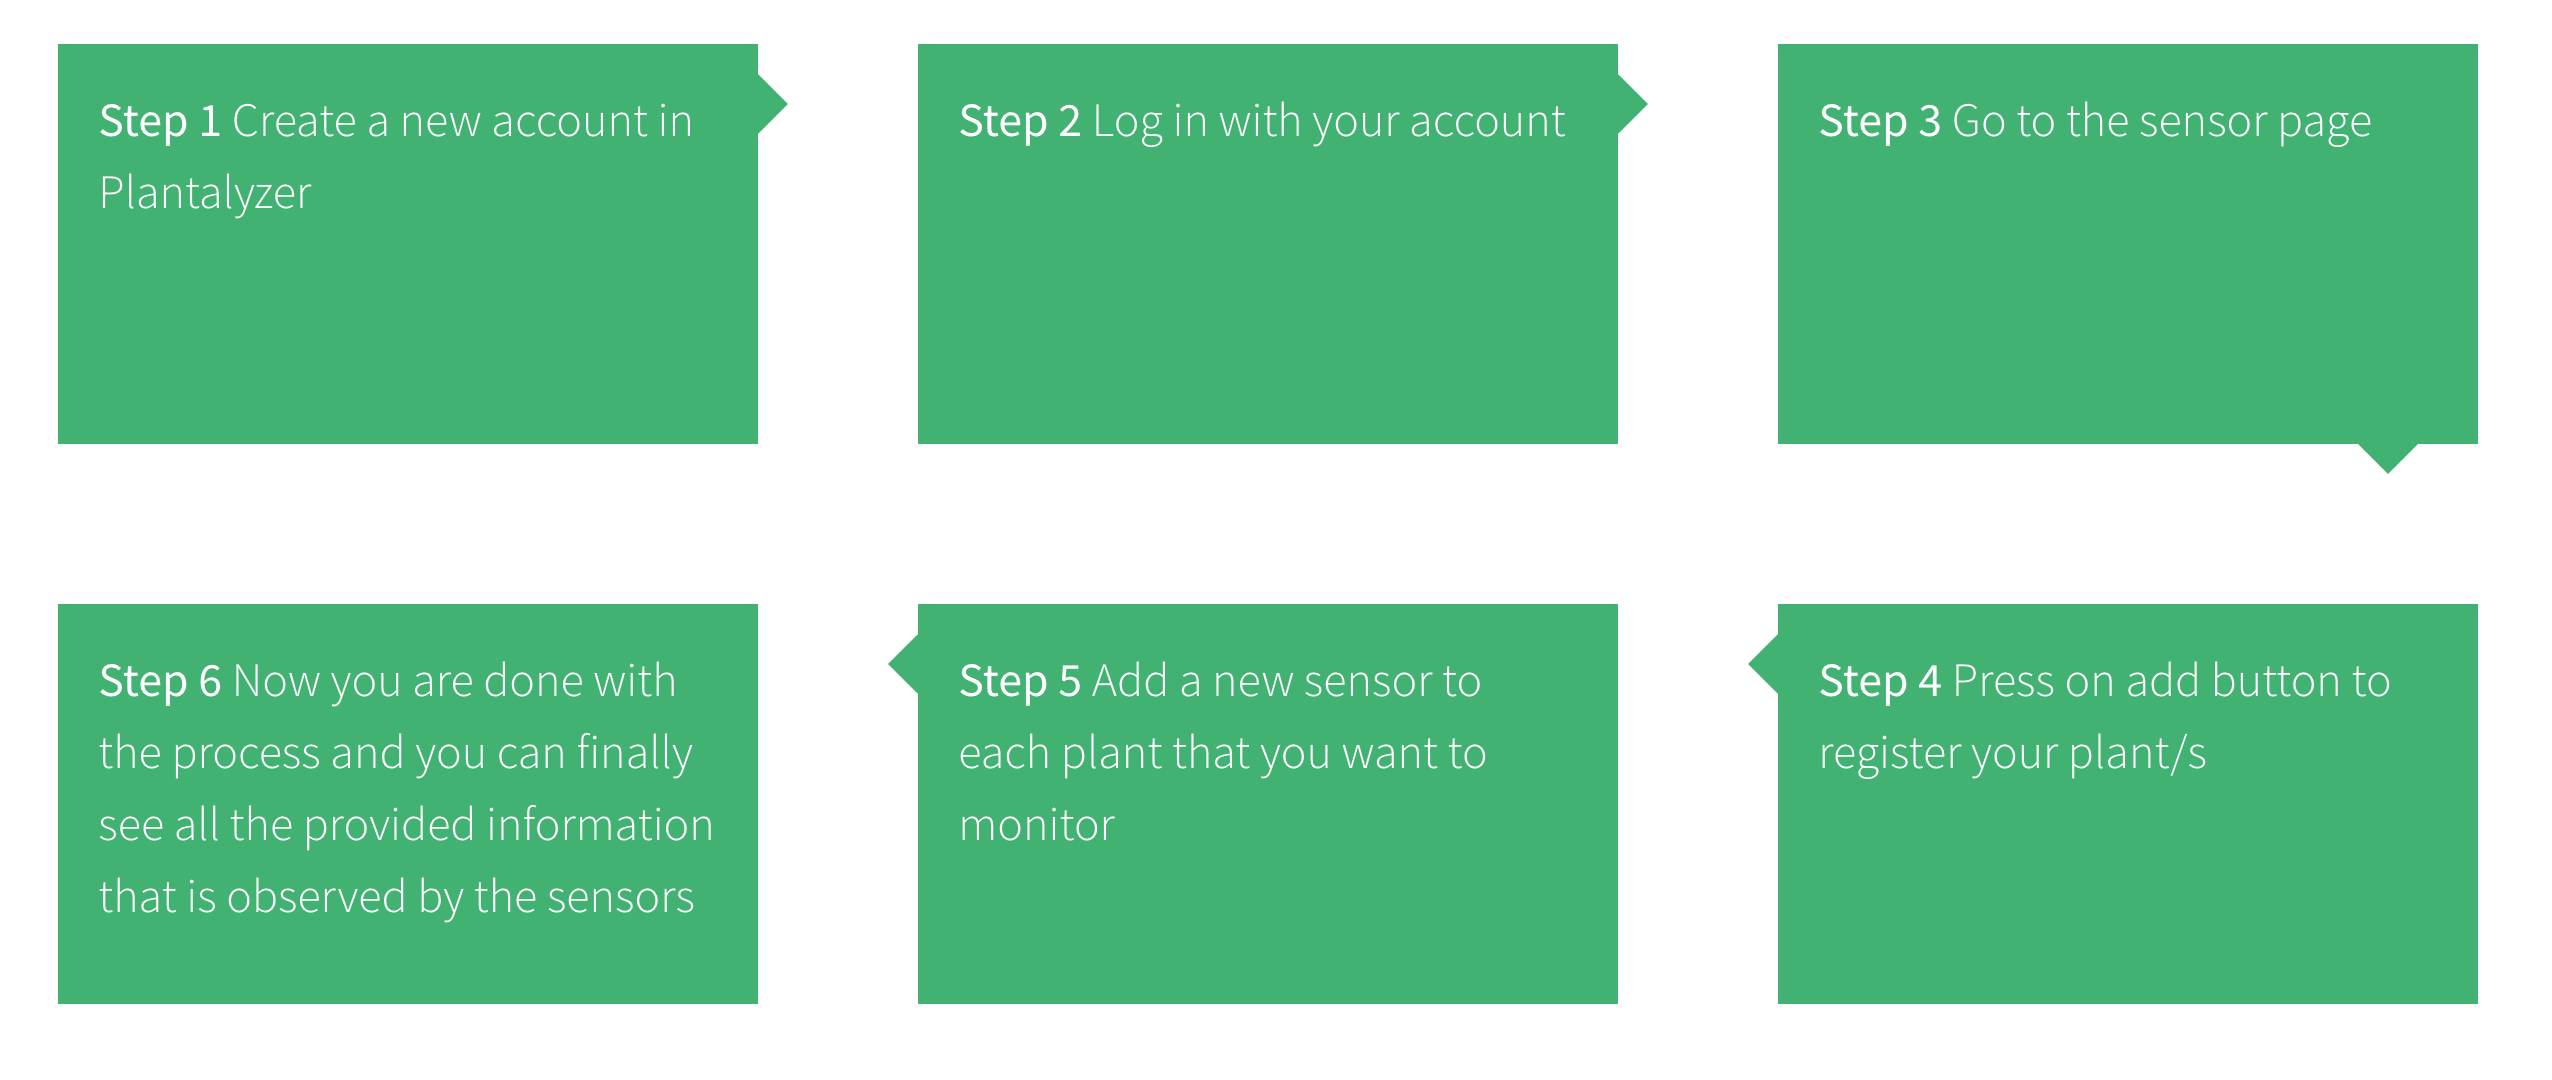 Step 1 Create a new account in
Plantalyzer
Step 2 Log in with your account
Step 3 Go to the sensor page
Step 4 Press on add button to
register your plant/s
Step 5 Add a new sensor to
each plant that you want to
monitor
Step 6 Now you are done with
the process and you can finally
see all the provided information
that is observed by the sensors